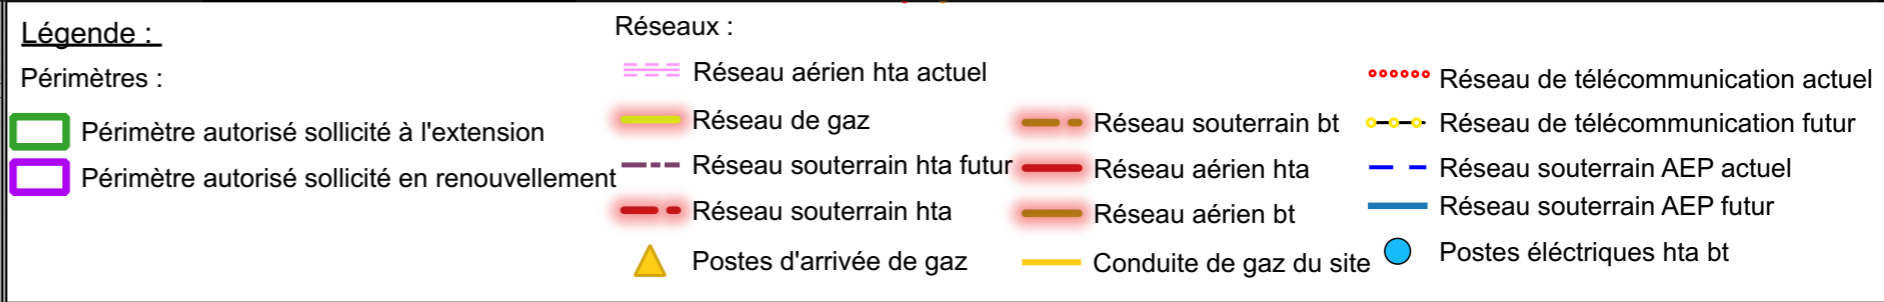 Légende :
Périmètres :
Périmètre autorisé sollicité à l'extension
Périmètre autorisé sollicité en renouvellement
Réseaux :
Réseau aérien hta actuel
Réseau de gaz
Réseau souterrain hta futur
Réseau souterrain hta
Postes d'arrivée de gaz
Réseau souterrain bt
Réseau aérien hta
Réseau aérien bt
Conduite de gaz du site
Réseau de télécommunication actuel
Réseau de télécommunication futur
Réseau souterrain AEP actuel
Réseau souterrain AEP futur
Postes éléctriques hta bt